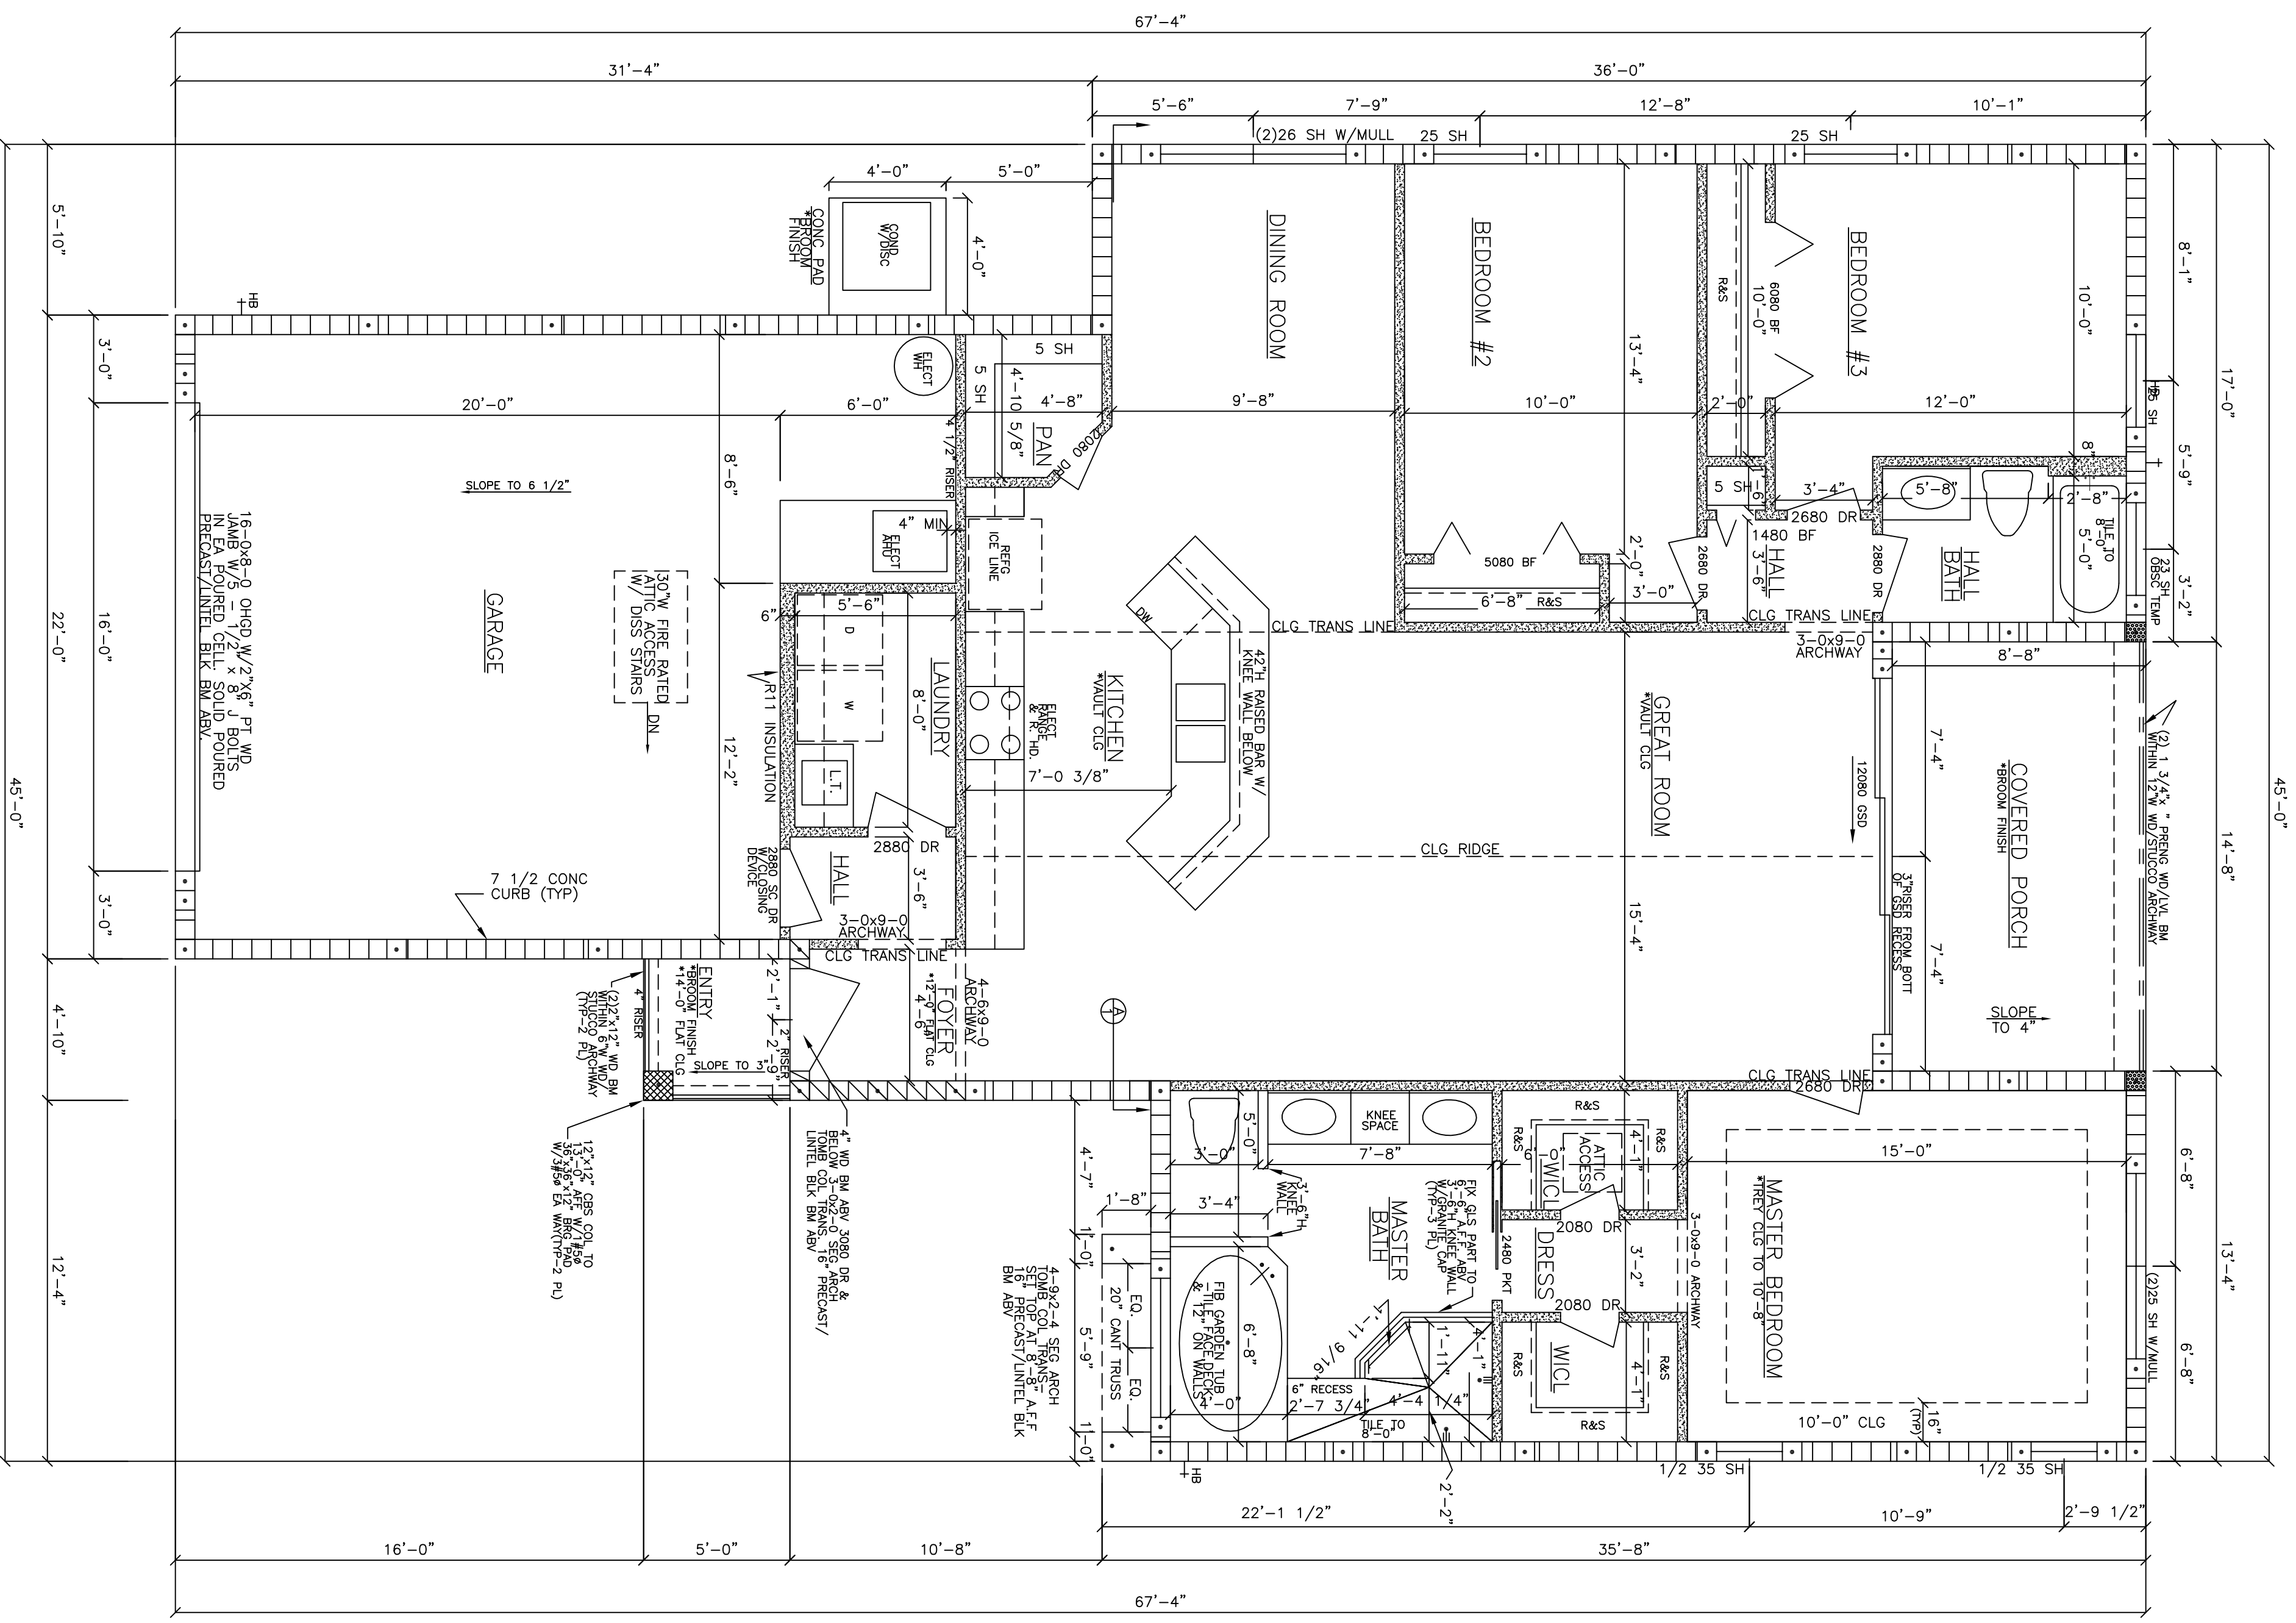 67'-4"
31'-4"
36'-0"
5'-6"
7'-9"
12'-8"
10'-1"
(2)26 SH W/MULL
25 SH
25 SH
4'-0"
5'-0"
CONC PAD
*BROOM
FINISH
COND
W/DISC
4'-0"
5'-10"
22'-0"
4'-10"
12'-4"
45'-0"
3'-0"
16'-0"
3'-0"
HB
DINING ROOM
BEDROOM #2
BEDROOM #3
R&S
10'-0"
6080 BF
10'-0"
13'-4"
8'-1"
17'-0"
5'-9"
3'-2"
14'-8"
13'-4"
6'-8"
6'-8"
45'-0"
HB
25 SH
23 SH
OBSC TEMP
ELECT
WH
5 SH
5 SH
4'-10 5/8"
4'-8"
PAN
2080 DR
20'-0"
6'-0"
9'-8"
10'-0"
2'-0"
12'-0"
8"
4 1/2" RISER
8'-6"
SLOPE TO 6 1/2"
16-0x8-0 OHGD W/2"X6" PT WD
JAMB W/5 - 1/2" x 8" J BOLTS
IN EA POURED CELL. SOLID POURED
PRECAST/LINTEL BLK BM ABV.
4" MIN
ELECT
AHU
REFG
ICE LINE
30"W FIRE RATED
ATTIC ACCESS
W/ DISS STAIRS
DN
GARAGE
6"
5'-6"
D
W
L.T.
LAUNDRY
8'-0"
R11 INSULATION
12'-2"
2880 DR
HALL
3'-6"
2880 SC DR
W/CLOSING
DEVICE
3-0x9-0
ARCHWAY
CLG TRANS LINE
7 1/2 CONC
CURB (TYP)
ELECT
RANGE
& R. HD.
KITCHEN
*VAULT CLG
7'-0 3/8"
DW
42"H RAISED BAR W/
KNEE WALL BELOW
CLG TRANS LINE
CLG RIDGE
5080 BF
6'-8"
R&S
2'-0"
3'-0"
5 SH
1'-6"
3'-4"
2680 DR
1480 BF
HALL
3'-6"
2680 DR
2880 DR
HALL
BATH
5'-8"
2'-8"
TILE TO
8'-0"
5'-0"
CLG TRANS LINE
3-0x9-0
ARCHWAY
GREAT ROOM
*VAULT CLG
15'-4"
8'-8"
7'-4"
7'-4"
12080 GSD
COVERED PORCH
*BROOM FINISH
3"RISER FROM BOTT
OF GSD RECESS
SLOPE
TO 4"
(2) 1 3/4"x " PRENG WD/LVL BM
WITHIN 12"W WD/STUCCO ARCHWAY
ENTRY
*BROOM FINISH
*14'-0" FLAT CLG
4" RISER
2" RISER
SLOPE TO 3"
2'-1"
2'-9"
(2)2"x12" WD BM
WITHIN 6"W WD/
STUCCO ARCHWAY
(TYP-2 PL)
FOYER
*12'-0" FLAT CLG
4'-6"
4-6x9-0
ARCHWAY
12"x12" CBS COL TO
13'-0" AFF W/1#5ø
36"x36"x12" BRG PAD
W/3#5ø EA WAY(TYP-2 PL)
4" WD BM ABV 3080 DR &
BELOW 3-0x2-0 SEG ARCH
TOMB COL TRANS. 16" PRECAST/
LINTEL BLK BM ABV
A
1
4'-7"
1'-0"
5'-9"
1'-0"
1'-8"
EQ.
EQ.
20" CANT TRUSS
4-9x2-4 SEG ARCH
TOMB COL TRANS-
SET TOP AT 8'-8" A.F.F
16" PRECAST/LINTEL BLK
BM ABV
5'-0"
3'-0"
3'-4"
KNEE
SPACE
7'-8"
3'-6"H
KNEE
WALL
MASTER
BATH
FIX GLS PART TO
6'-6" A.F.F ABV
3'-6"H KNEE WALL
W/GRANITE CAP
(TYP-3 PL)
FIB GARDEN TUB
-TILE FACE,DECK,
& 12" ON WALLS
6'-8"
4'-0"
1'-11 9/16"
1'-11"
4'-1"
6" RECESS
2'-7 3/4"
4'-4 1/4"
TILE TO
8'-0"
2'-2"
HB
CLG TRANS LINE
2680 DR
R&S
R&S
R&S
ATTIC
ACCESS
4'-1"
6'-0"
WICL
2080 DR
2480 PKT
DRESS
3'-2"
3-0x9-0 ARCHWAY
2080 DR
WICL
R&S
R&S
R&S
4'-1"
15'-0"
MASTER BEDROOM
*TREY CLG TO 10'-8"
10'-0" CLG
16"
(TYP)
(2)25 SH W/MULL
1/2 35 SH
1/2 35 SH
22'-1 1/2"
10'-9"
2'-9 1/2"
16'-0"
5'-0"
10'-8"
35'-8"
67'-4"